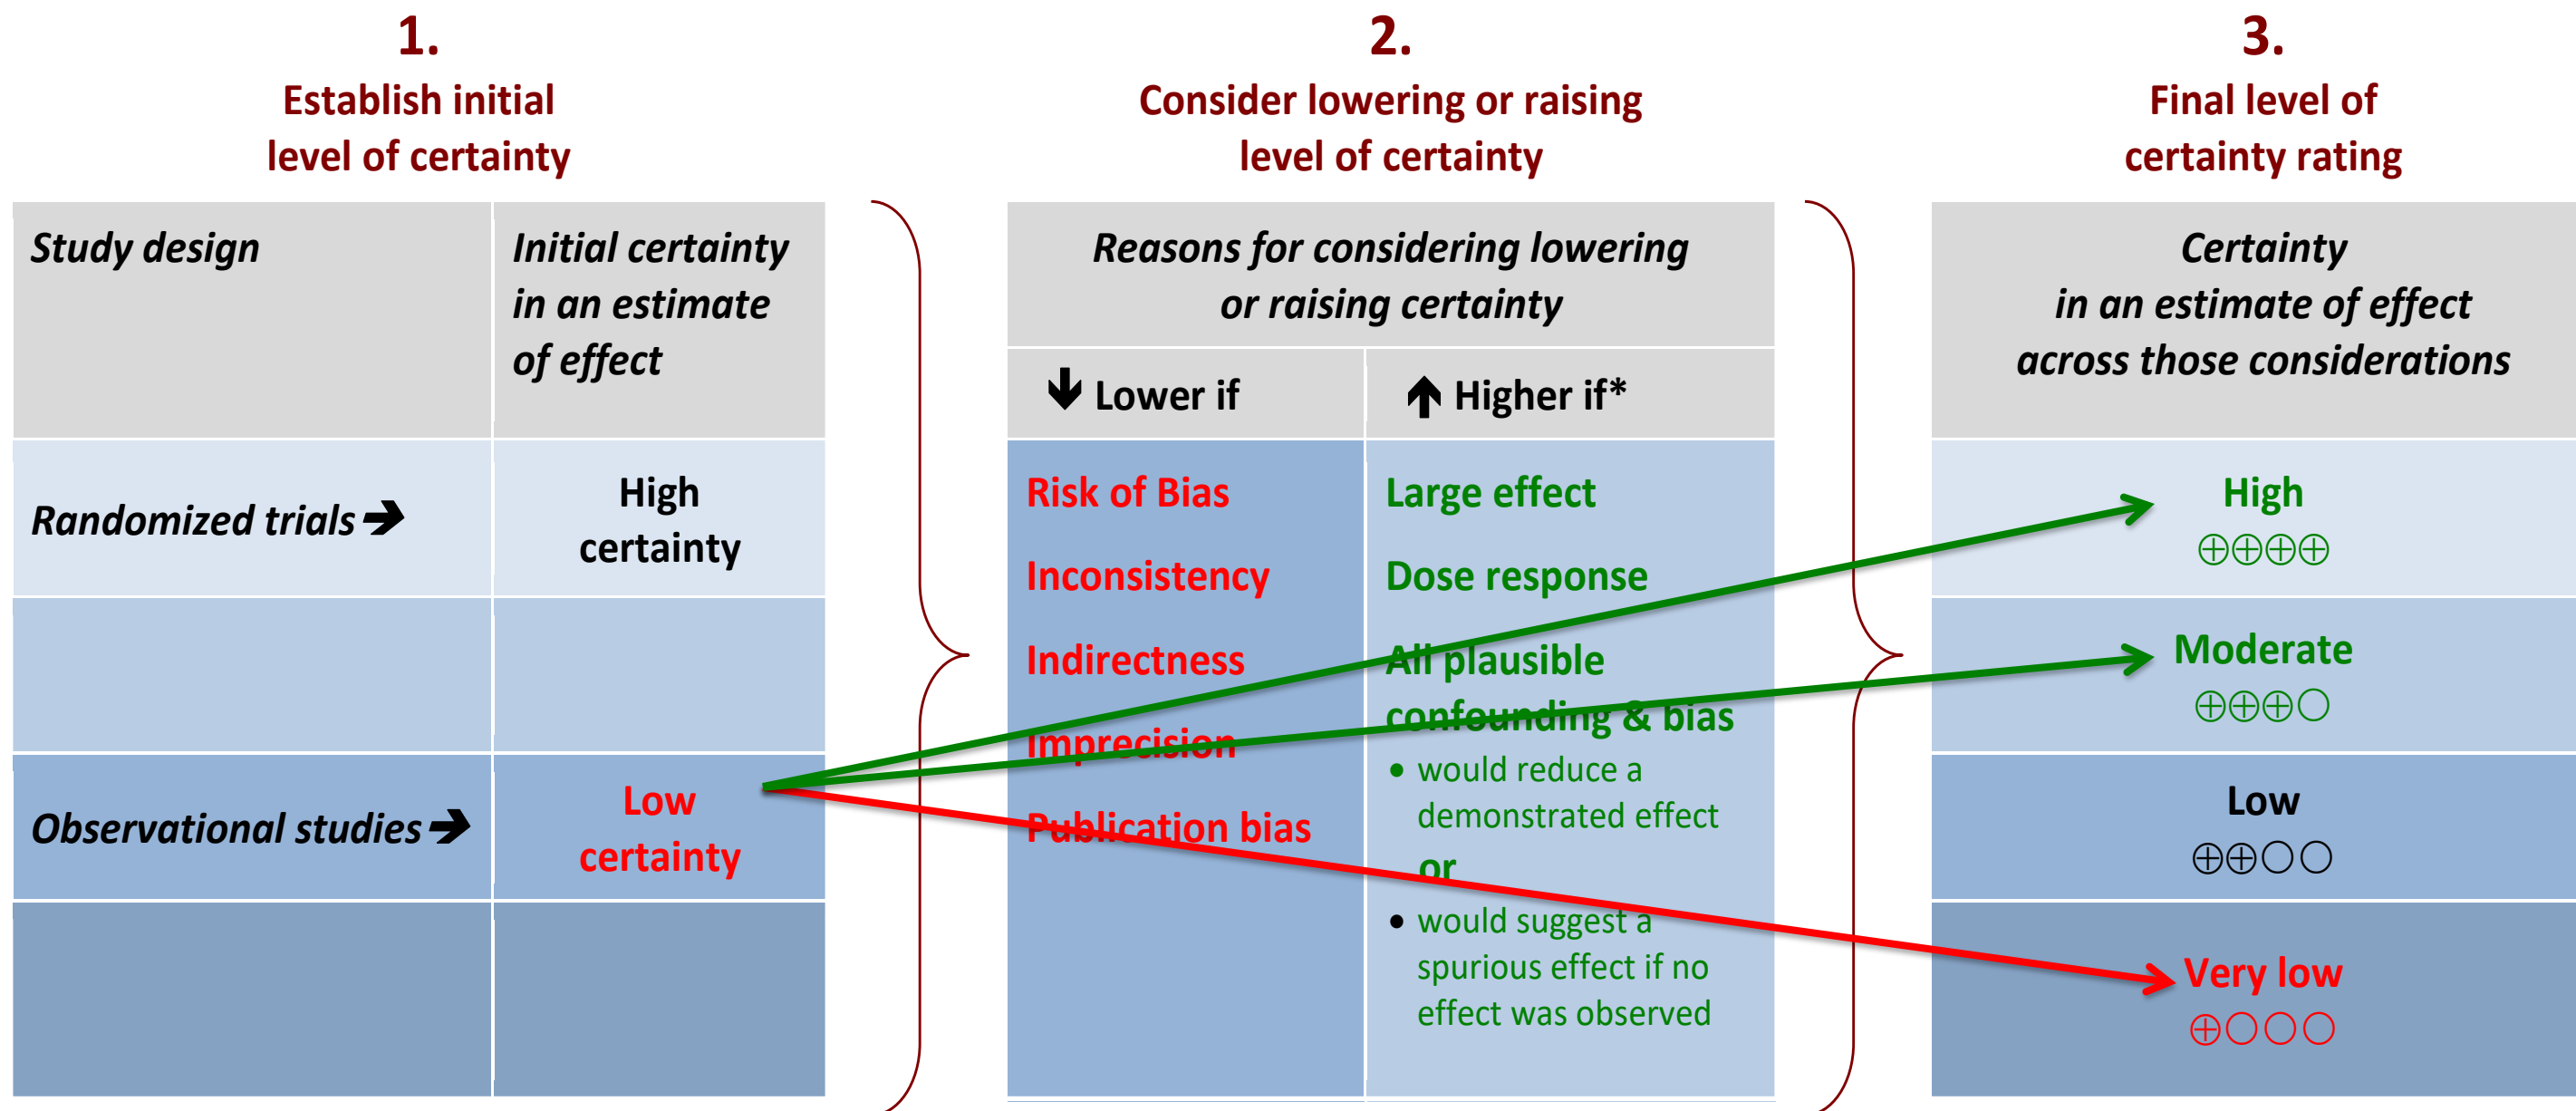 1.
Establish initial
level of certainty
Study design
Initial certainty
in an estimate
of effect
Randomized trials ➔
High
certainty
Observational studies ➔
Low
certainty
2.
Consider lowering or raising
level of certainty
Reasons for considering lowering
or raising certainty
🡻 Lower if
🡹 Higher if*
Risk of Bias
Inconsistency
Indirectness
Imprecision
Publication bias
Large effect
Dose response
All plausible
confounding & bias
• would reduce a
demonstrated effect
or
• would suggest a
spurious effect if no
effect was observed
3.
Final level of
certainty rating
Certainty
in an estimate of effect
across those considerations
High
⊕⊕⊕⊕
Moderate
⊕⊕⊕◯
Low
⊕⊕◯◯
Very low
⊕◯◯◯